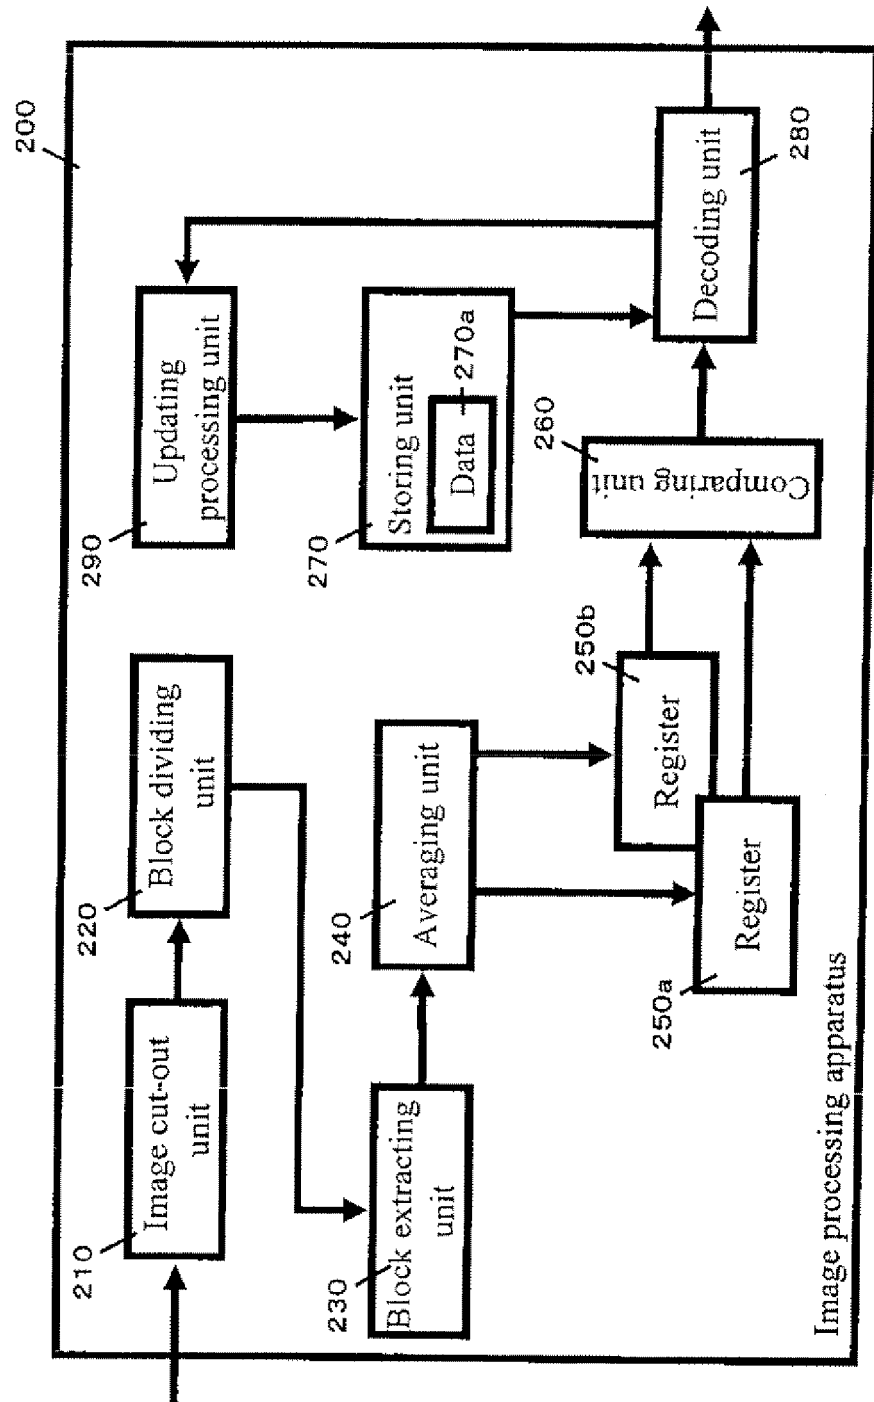 200
210
Image cut-out
unit
220
Block dividing
unit
290
Updating
processing unit
230
Block extracting
unit
240
Averaging unit
270
Storing unit
Data
270a
250b
Register
250a
Register
260
Comparing unit
Decoding unit
280
Image processing apparatus